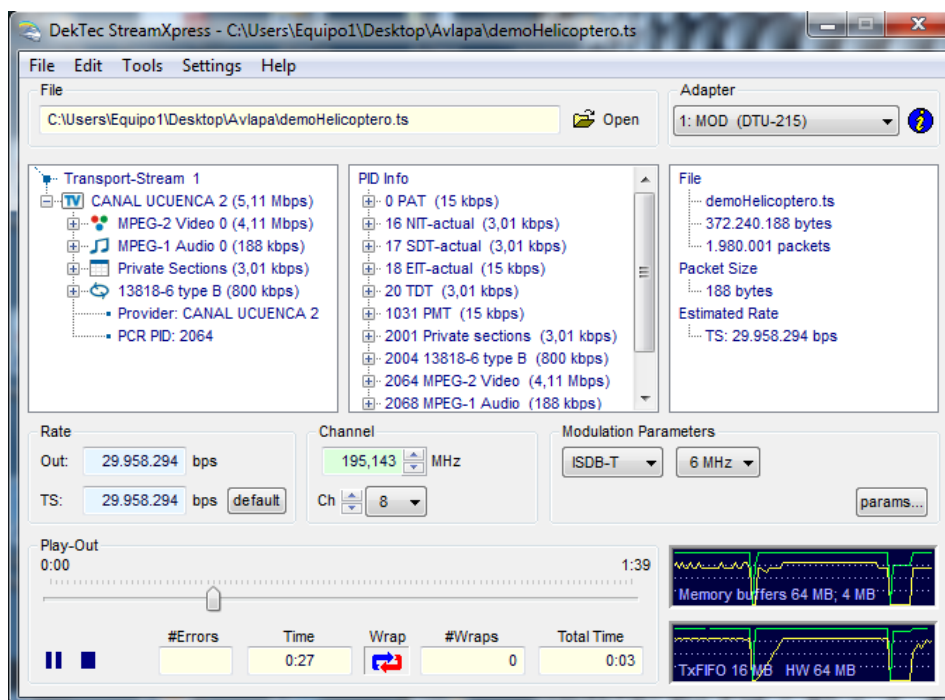 DekTec StreamXpress - C:\Users\Equipo1\Desktop\Avlapa\demoHelicoptero.ts
File Edit Tools Settings Help
File
C:\Users\Equipo1\Desktop\Avlapa\demoHelicoptero.ts
Open
Adapter
1: MOD (DTU-215)
Transport-Stream 1
CANAL UCUENCA 2 (5,11 Mbps)
MPEG-2 Video 0 (4,11 Mbps)
MPEG-1 Audio 0 (188 kbps)
Private Sections (3,01 kbps)
13818-6 type B (800 kbps)
Provider: CANAL UCUENCA 2
PCR PID: 2064
PID Info
0 PAT (15 kbps)
16 NIT-actual (3,01 kbps)
17 SDT-actual (3,01 kbps)
18 EIT-actual (15 kbps)
20 TDT (3,01 kbps)
1031 PMT (15 kbps)
2001 Private sections (3,01 kbps)
2004 13818-6 type B (800 kbps)
2064 MPEG-2 Video (4,11 Mbps)
2068 MPEG-1 Audio (188 kbps)
File
demoHelicoptero.ts
372.240.188 bytes
1.980.001 packets
Packet Size
188 bytes
Estimated Rate
TS: 29.958.294 bps
Rate
Out: 29.958.294 bps
TS: 29.958.294 bps default
Channel
195,143 MHz
Ch 8
Modulation Parameters
ISDB-T 6 MHz
params...
Play-Out
0:00 1:39
#Errors Time Wrap #Wraps Total Time
0:27 0 0:03
Memory buffers 64 MB; 4 MB
TxFIFO 16 MB HW 64 MB